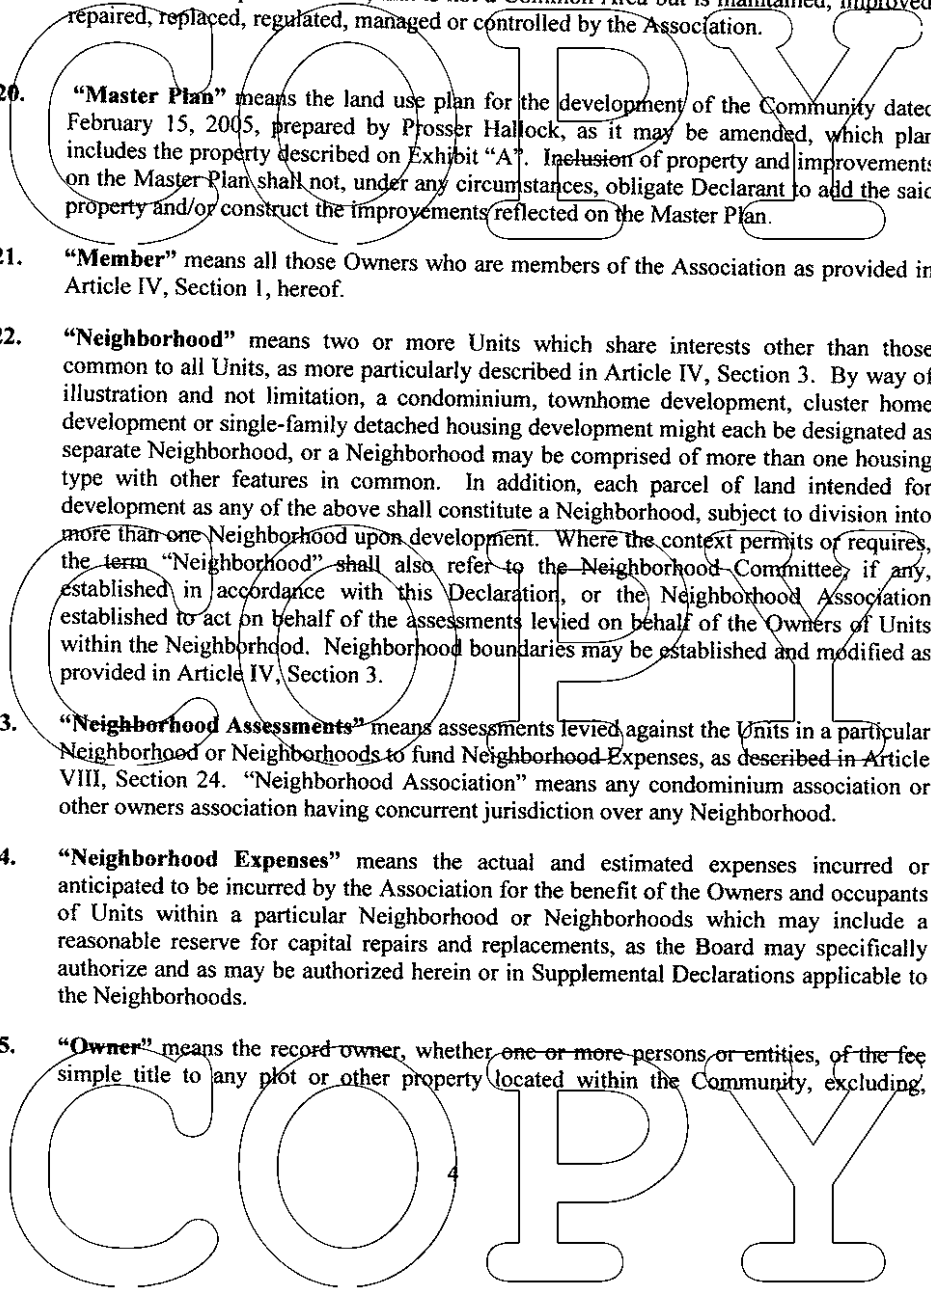 repaired, replaced, regulated, managed or controlled by the Association.
20. "Master Plan" means the land use plan for the development of the Community dated
February 15, 2005, prepared by Prosser Hallock, as it may be amended, which plan
includes the property described on Exhibit "A". Inclusion of property and improvements
on the Master Plan shall not, under any circumstances, obligate Declarant to add the said
property and/or construct the improvements reflected on the Master Plan.
21. "Member" means all those Owners who are members of the Association as provided in
Article IV, Section 1, hereof.
22. "Neighborhood" means two or more Units which share interests other than those
common to all Units, as more particularly described in Article IV, Section 3. By way of
illustration and not limitation, a condominium, townhome development, cluster home
development or single-family detached housing development might each be designated as
separate Neighborhood, or a Neighborhood may be comprised of more than one housing
type with other features in common. In addition, each parcel of land intended for
development as any of the above shall constitute a Neighborhood, subject to division into
more than one Neighborhood upon development. Where the context permits or requires,
the term "Neighborhood" shall also refer to the Neighborhood Committee, if any,
established in accordance with this Declaration, or the Neighborhood Association
established to act on behalf of the assessments levied on behalf of the Owners of Units
within the Neighborhood. Neighborhood boundaries may be established and modified as
provided in Article IV, Section 3.
3. "Neighborhood Assessments" means assessments levied against the Units in a particular
Neighborhood or Neighborhoods to fund Neighborhood Expenses, as described in Article
VIII, Section 24. "Neighborhood Association" means any condominium association or
other owners association having concurrent jurisdiction over any Neighborhood.
4. "Neighborhood Expenses" means the actual and estimated expenses incurred or
anticipated to be incurred by the Association for the benefit of the Owners and occupants
of Units within a particular Neighborhood or Neighborhoods which may include a
reasonable reserve for capital repairs and replacements, as the Board may specifically
authorize and as may be authorized herein or in Supplemental Declarations applicable to
the Neighborhoods.
5. "Owner" means the record owner, whether one or more persons or entities, of the fee
simple title to any plot or other property located within the Community, excluding,
4
COPY
COPY
COPY